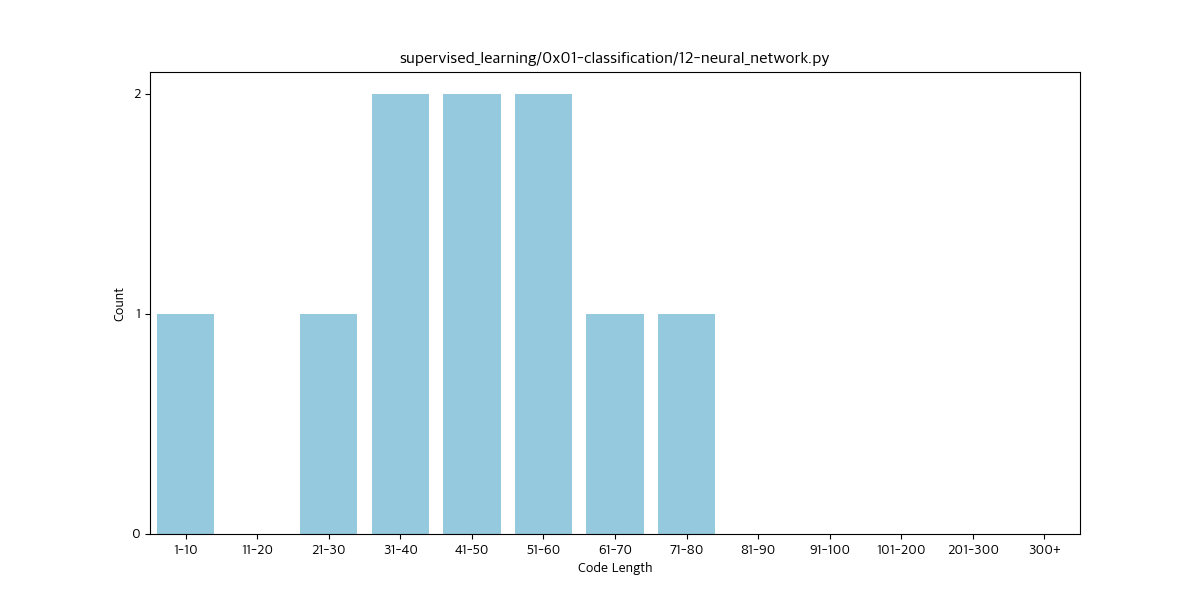 supervised_learning/0x01-classification/12-neural_network.py
2
1
0
Count
1-10 11-20 21-30 31-40 41-50 51-60 61-70 71-80 81-90 91-100 101-200 201-300 300+
Code Length